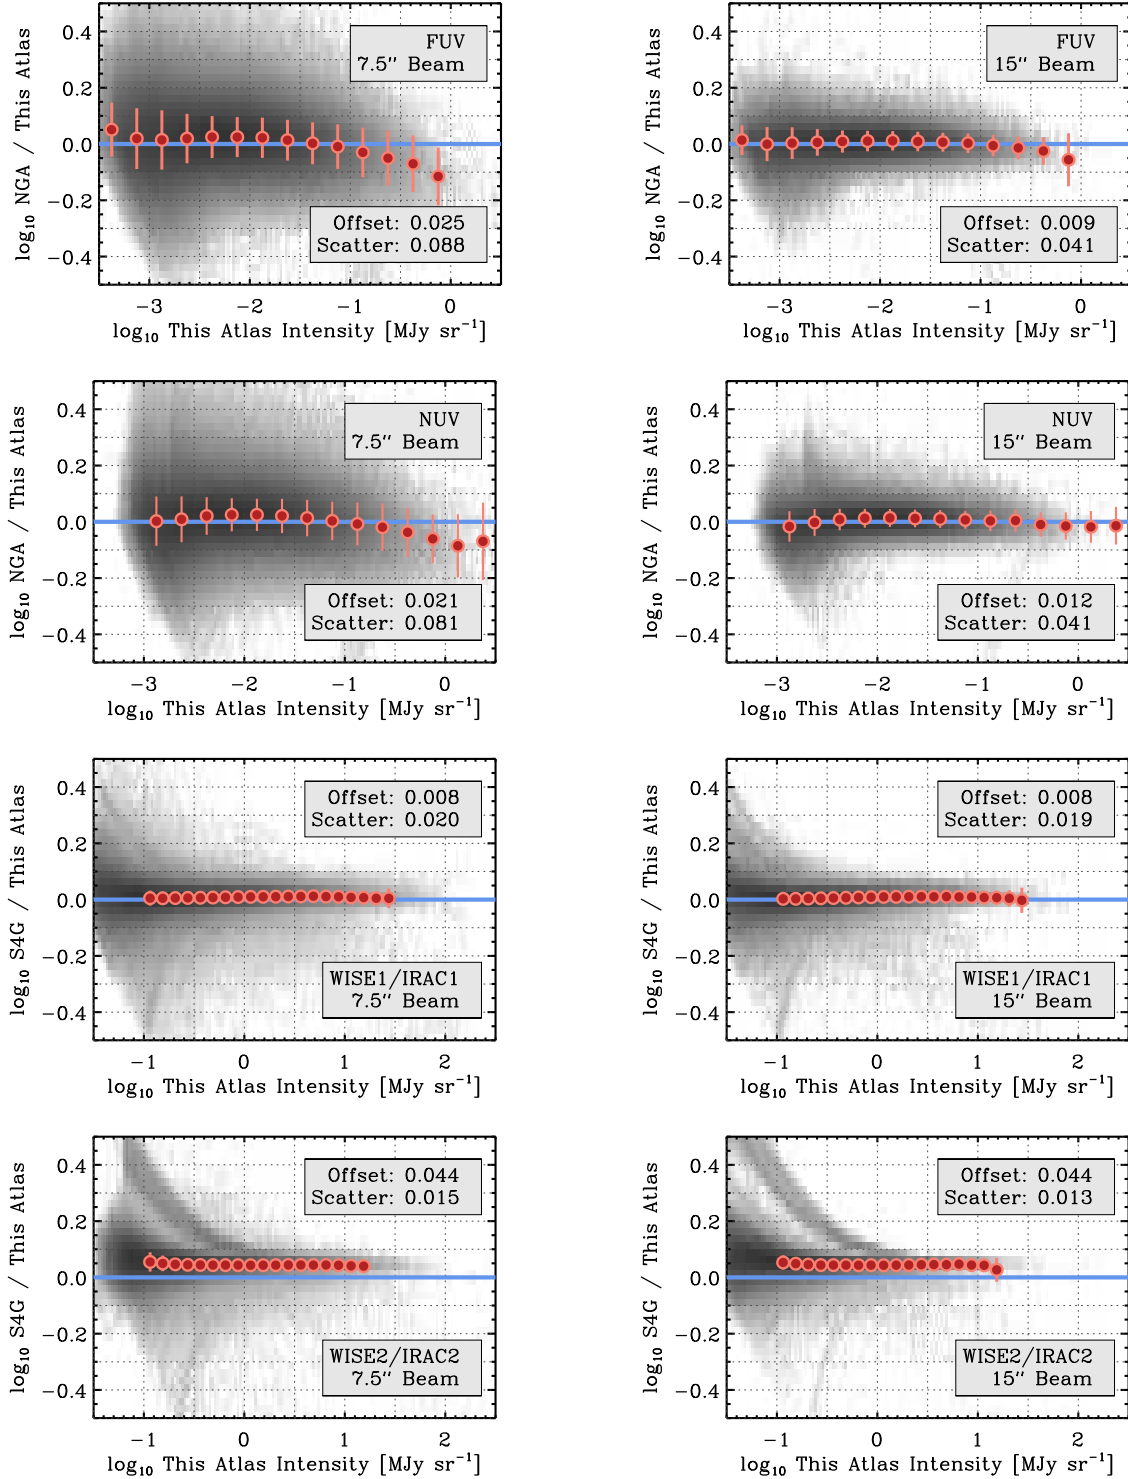 FUV
7.5″ Beam
Offset: 0.025
Scatter: 0.088
0.4
0.2
0.0
−0.2
−0.4
log₁₀ NGA / This Atlas
−3 −2 −1 0
log₁₀ This Atlas Intensity [MJy sr⁻¹]
FUV
15″ Beam
Offset: 0.009
Scatter: 0.041
0.4
0.2
0.0
−0.2
−0.4
log₁₀ NGA / This Atlas
−3 −2 −1 0
log₁₀ This Atlas Intensity [MJy sr⁻¹]
NUV
7.5″ Beam
Offset: 0.021
Scatter: 0.081
0.4
0.2
0.0
−0.2
−0.4
log₁₀ NGA / This Atlas
−3 −2 −1 0
log₁₀ This Atlas Intensity [MJy sr⁻¹]
NUV
15″ Beam
Offset: 0.012
Scatter: 0.041
0.4
0.2
0.0
−0.2
−0.4
log₁₀ NGA / This Atlas
−3 −2 −1 0
log₁₀ This Atlas Intensity [MJy sr⁻¹]
Offset: 0.008
Scatter: 0.020
WISE1/IRAC1
7.5″ Beam
0.4
0.2
0.0
−0.2
−0.4
log₁₀ S4G / This Atlas
−1 0 1 2
log₁₀ This Atlas Intensity [MJy sr⁻¹]
Offset: 0.008
Scatter: 0.019
WISE1/IRAC1
15″ Beam
0.4
0.2
0.0
−0.2
−0.4
log₁₀ S4G / This Atlas
−1 0 1 2
log₁₀ This Atlas Intensity [MJy sr⁻¹]
Offset: 0.044
Scatter: 0.015
WISE2/IRAC2
7.5″ Beam
0.4
0.2
0.0
−0.2
−0.4
log₁₀ S4G / This Atlas
−1 0 1 2
log₁₀ This Atlas Intensity [MJy sr⁻¹]
Offset: 0.044
Scatter: 0.013
WISE2/IRAC2
15″ Beam
0.4
0.2
0.0
−0.2
−0.4
log₁₀ S4G / This Atlas
−1 0 1 2
log₁₀ This Atlas Intensity [MJy sr⁻¹]